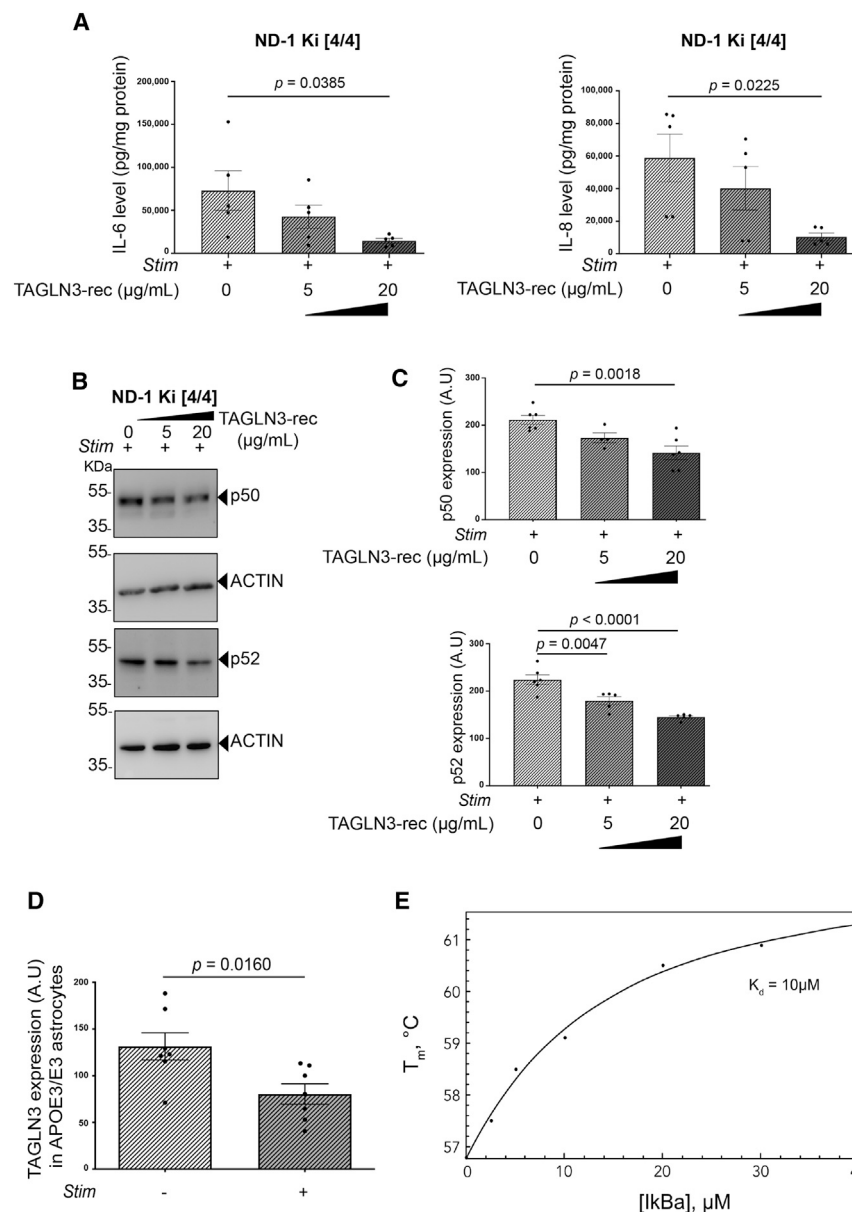 A
ND-1 Ki [4/4]
IL-6 level (pg/mg protein)
200,000
150,000
100,000
50,000
0
p = 0.0385
Stim + + +
TAGLN3-rec (µg/mL) 0 5 20
ND-1 Ki [4/4]
IL-8 level (pg/mg protein)
100,000
80,000
60,000
40,000
20,000
0
p = 0.0225
Stim + + +
TAGLN3-rec (µg/mL) 0 5 20
B
ND-1 Ki [4/4]
TAGLN3-rec
0 5 20 (µg/mL)
Stim + + +
KDa
55-
p50
35-
55-
ACTIN
35-
55-
p52
35-
55-
ACTIN
35-
C
p50 expression (A.U)
300
200
100
0
p = 0.0018
Stim + + +
TAGLN3-rec (µg/mL) 0 5 20
p52 expression (A.U)
300
200
100
0
p < 0.0001
p = 0.0047
Stim + + +
TAGLN3-rec (µg/mL) 0 5 20
D
TAGLN3 expression (A.U)
in APOE3/E3 astrocytes
200
150
100
50
0
p = 0.0160
Stim - +
E
Tm, °C
61
60
59
58
57
Kd = 10µM
0 10 20 30 4
[IkBa], µM